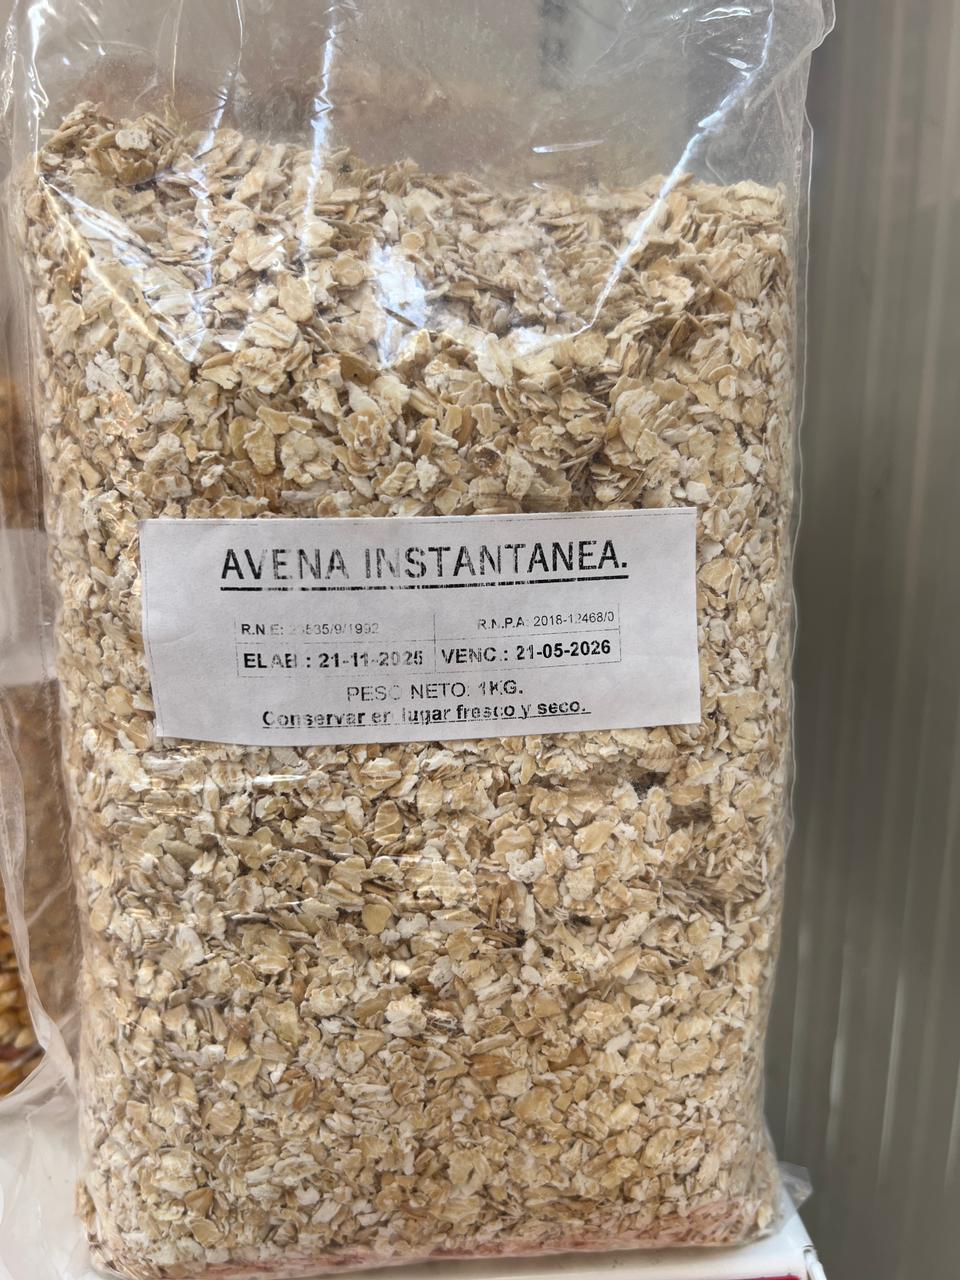 AVENA INSTANTANEA.
R.N.E: 535/9/1992 R.N.P.A: 2018-12468/0
ELAB.: 21-11-2025 VENC.: 21-05-2026
PESO NETO: 1KG.
Conservar en lugar fresco y seco.